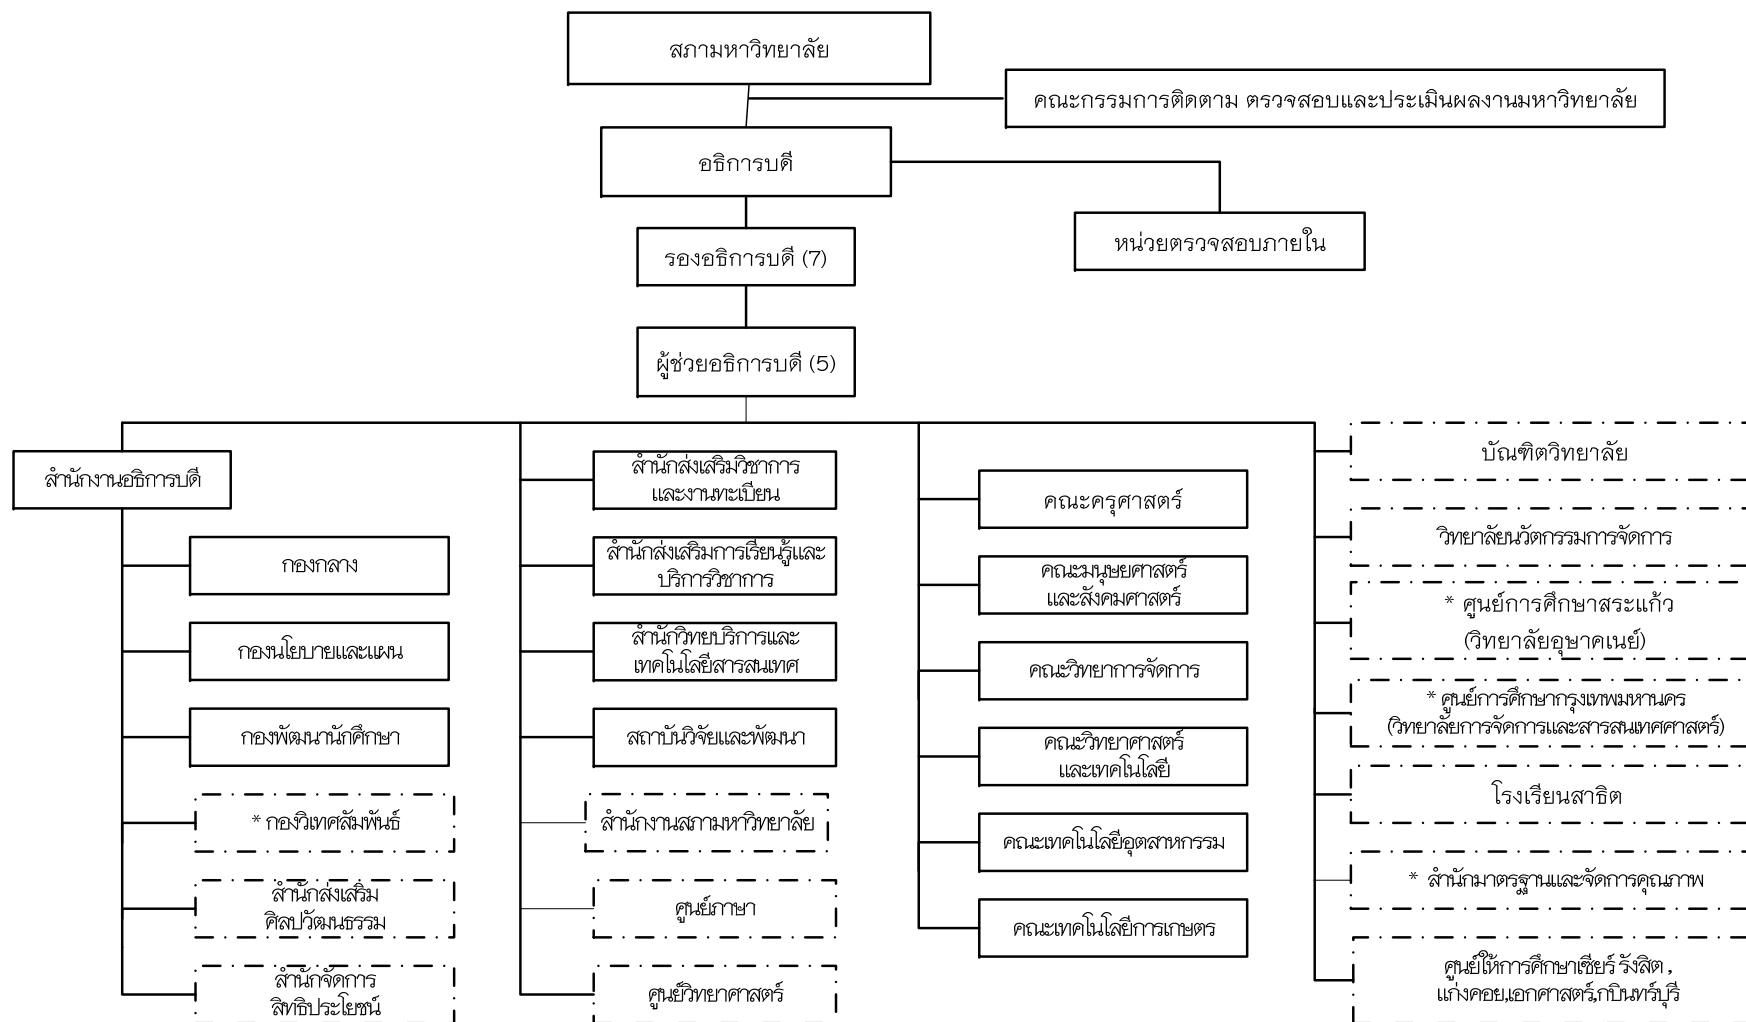 สภามหาวิทยาลัย
คณะกรรมการติดตาม ตรวจสอบและประเมินผลงานมหาวิทยาลัย
อธิการบดี
หน่วยตรวจสอบภายใน
รองอธิการบดี (7)
ผู้ช่วยอธิการบดี (5)
สำนักงานอธิการบดี
กองกลาง
กองนโยบายและแผน
กองพัฒนานักศึกษา
* กองวิเทศสัมพันธ์
สำนักส่งเสริม
ศิลปวัฒนธรรม
สำนักจัดการ
สิทธิประโยชน์
สำนักส่งเสริมวิชาการ
และงานทะเบียน
สำนักส่งเสริมการเรียนรู้และ
บริการวิชาการ
สำนักวิทยบริการและ
เทคโนโลยีสารสนเทศ
สถาบันวิจัยและพัฒนา
สำนักงานสภามหาวิทยาลัย
ศูนย์ภาษา
ศูนย์วิทยาศาสตร์
คณะครุศาสตร์
คณะมนุษยศาสตร์
และสังคมศาสตร์
คณะวิทยาการจัดการ
คณะวิทยาศาสตร์
และเทคโนโลยี
คณะเทคโนโลยีอุตสาหกรรม
คณะเทคโนโลยีการเกษตร
บัณฑิตวิทยาลัย
วิทยาลัยนวัตกรรมการจัดการ
* ศูนย์การศึกษาสระแก้ว
(วิทยาลัยอุษาคเนย์)
* ศูนย์การศึกษากรุงเทพมหานคร
(วิทยาลัยการจัดการและสารสนเทศศาสตร์)
โรงเรียนสาธิต
* สำนักมาตรฐานและจัดการคุณภาพ
ศูนย์ให้การศึกษาเซียร์ รังสิต ,
แก่งคอย,เอกศาสตร์,กบินทร์บุรี